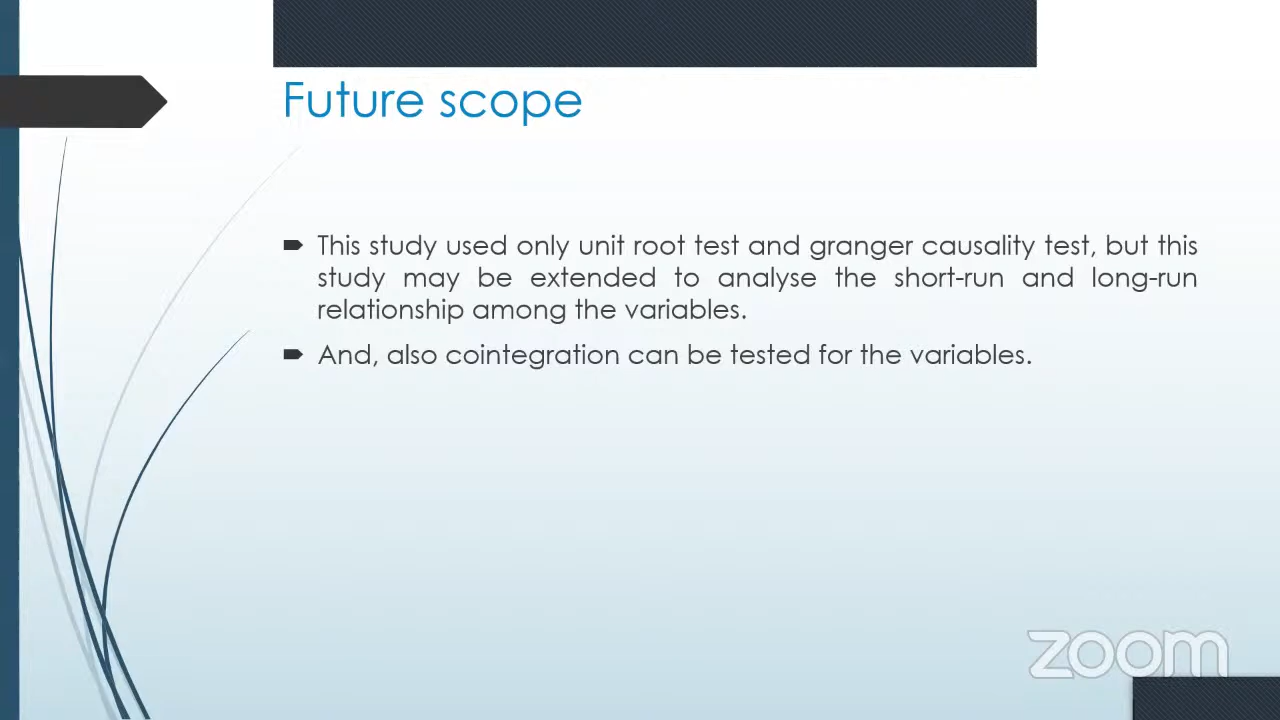 Future scope
This study used only unit root test and granger causality test, but this
study may be extended to analyse the short-run and long-run
relationship among the variables.
And, also cointegration can be tested for the variables.
zoom